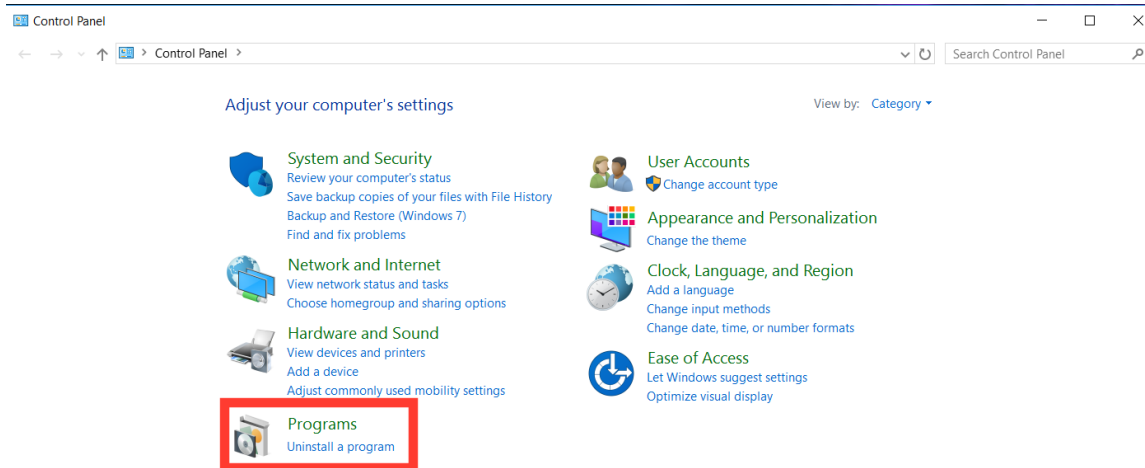 Control Panel
Control Panel
Search Control Panel
Adjust your computer's settings
View by: Category
System and Security
Review your computer's status
Save backup copies of your files with File History
Backup and Restore (Windows 7)
Find and fix problems
Network and Internet
View network status and tasks
Choose homegroup and sharing options
Hardware and Sound
View devices and printers
Add a device
Adjust commonly used mobility settings
Programs
Uninstall a program
User Accounts
Change account type
Appearance and Personalization
Change the theme
Clock, Language, and Region
Add a language
Change input methods
Change date, time, or number formats
Ease of Access
Let Windows suggest settings
Optimize visual display